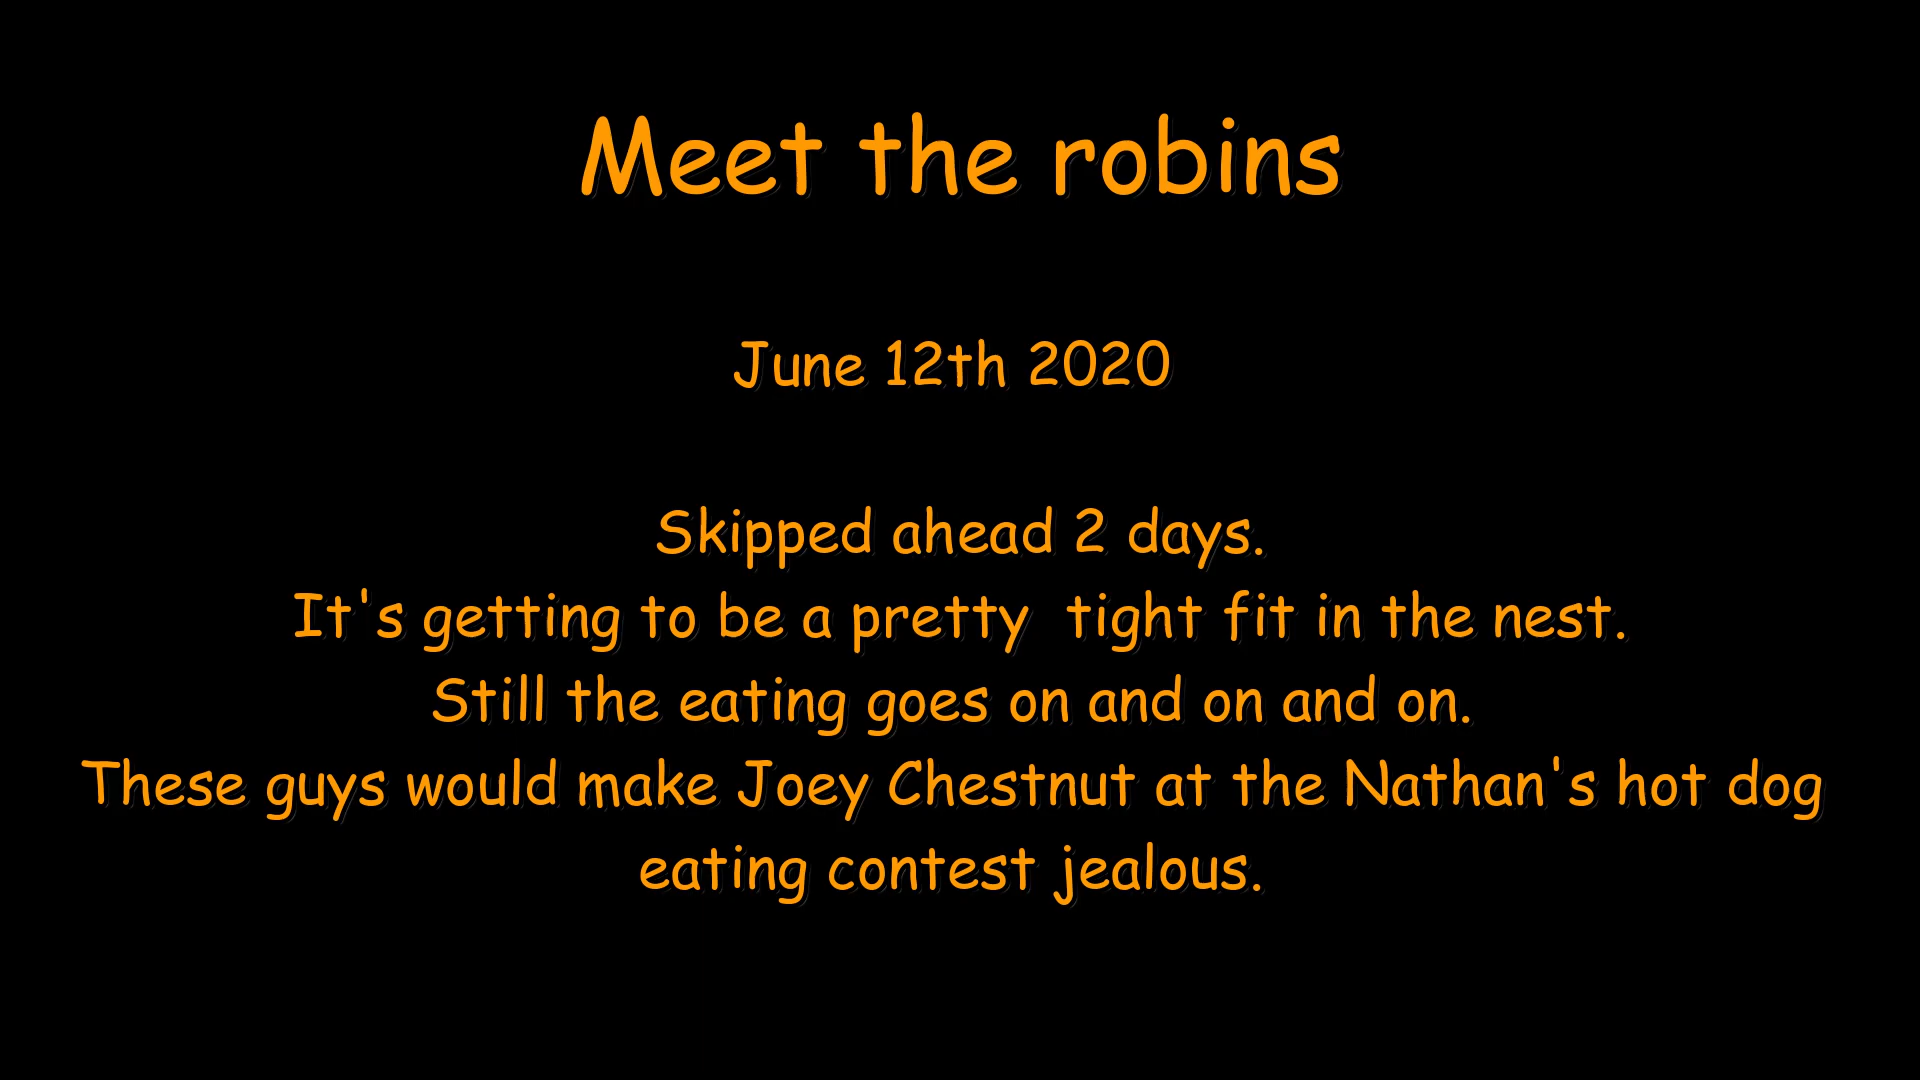 Meet the robins
June 12th 2020
Skipped ahead 2 days.
It's getting to be a pretty  tight fit in the nest.
Still the eating goes on and on and on.
These guys would make Joey Chestnut at the Nathan's hot dog
eating contest jealous.